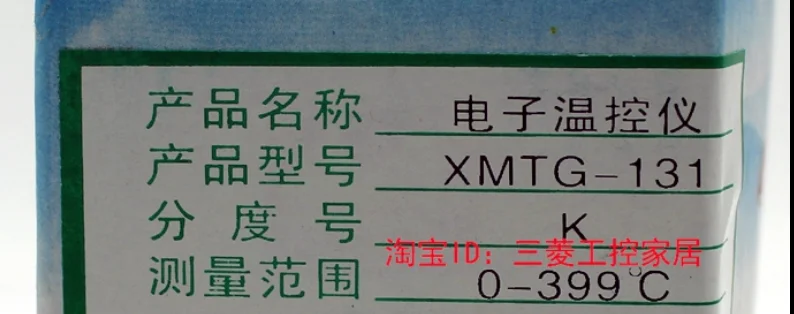 产品名称 电子温控仪
产品型号 XMTG-131
分度号 K
淘宝ID：三菱工控家居
测量范围 0-399℃